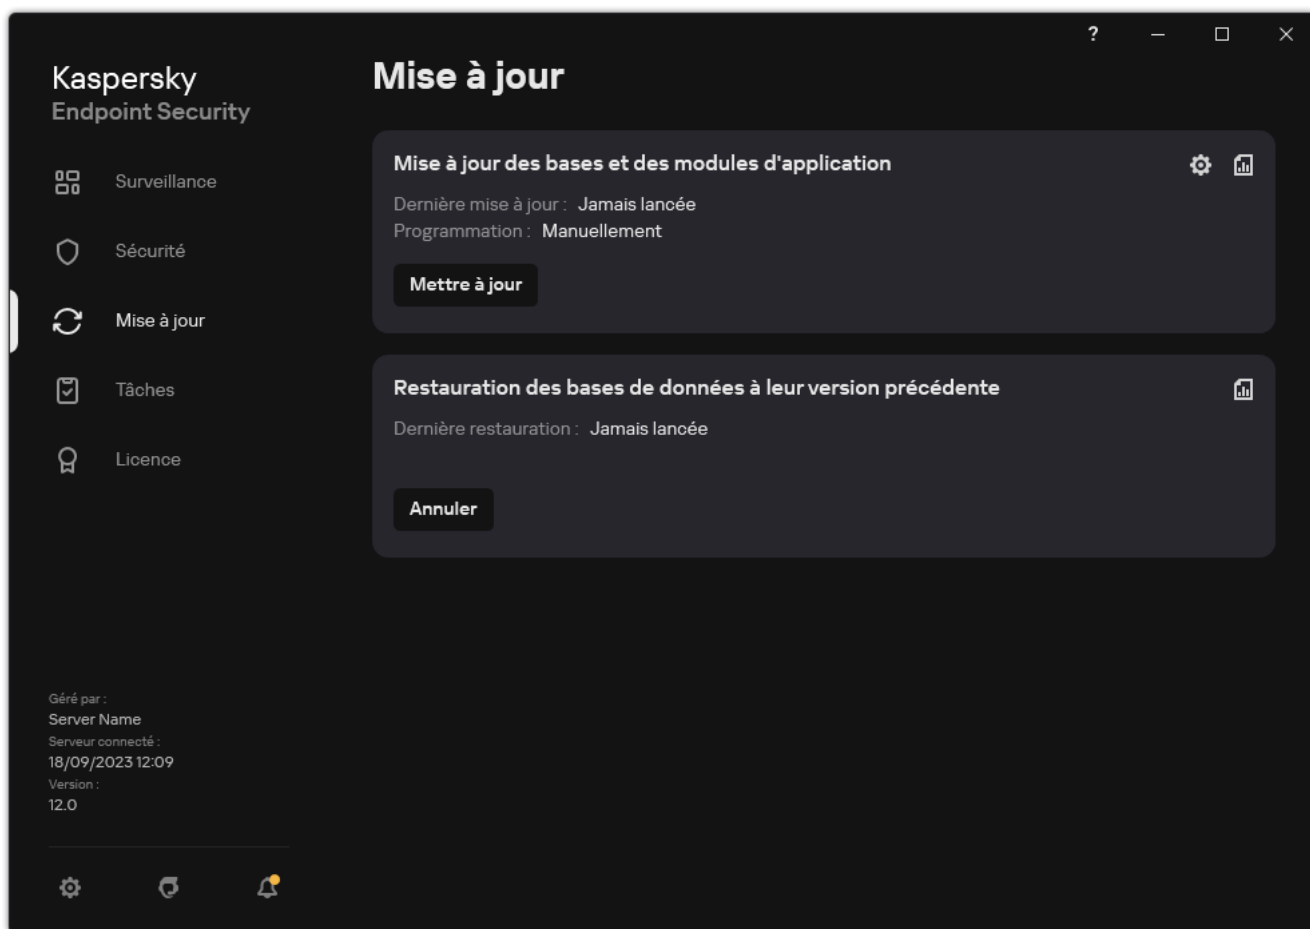 ?
Kaspersky
Endpoint Security
Surveillance
Sécurité
Mise à jour
Tâches
Licence
Géré par :
Server Name
Serveur connecté :
18/09/2023 12:09
Version :
12.0
Mise à jour
Mise à jour des bases et des modules d'application
Dernière mise à jour : Jamais lancée
Programmation : Manuellement
Mettre à jour
Restauration des bases de données à leur version précédente
Dernière restauration : Jamais lancée
Annuler